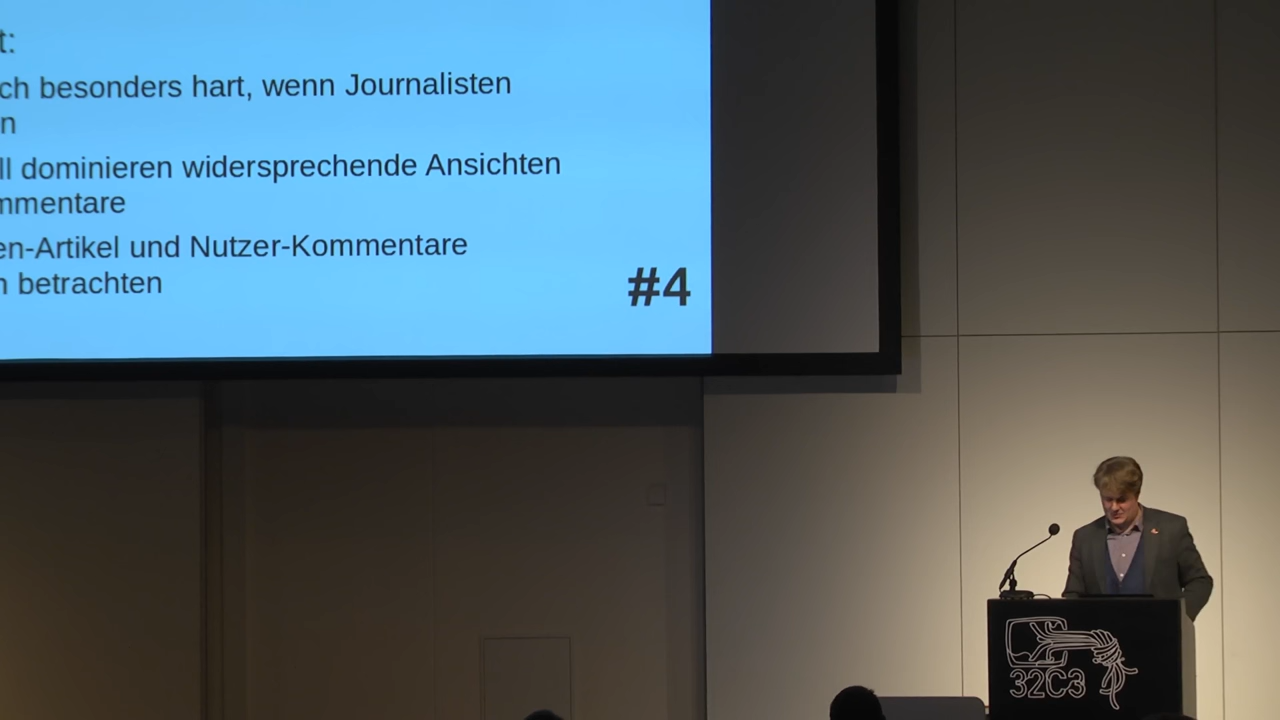 t:
ch besonders hart, wenn Journalisten
n
ll dominieren widersprechende Ansichten
mmentare
en-Artikel und Nutzer-Kommentare
n betrachten
#4
32C3